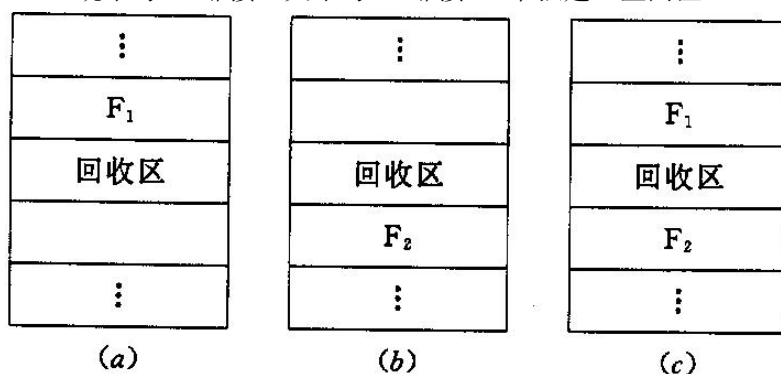 ⋮ ⋮ ⋮
F₁ F₁
回收区 回收区 回收区
F₂ F₂
⋮ ⋮ ⋮
(a) (b) (c)